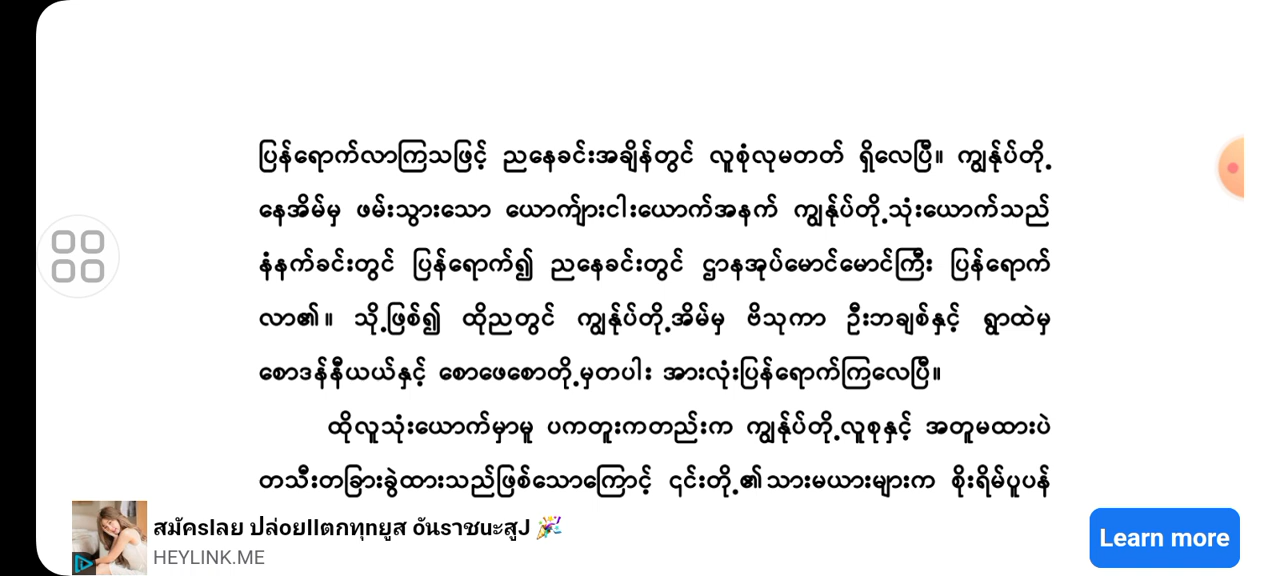 ပြန်ရောက်လာကြသဖြင့် ညနေခင်းအချိန်တွင် လူစုံလုမတတ် ရှိလေပြီ။ ကျွန်ုပ်တို့
နေအိမ်မှ ဖမ်းသွားသော ယောက်ျားငါးယောက်အနက် ကျွန်ုပ်တို့သုံးယောက်သည်
နံနက်ခင်းတွင် ပြန်ရောက်၍ ညနေခင်းတွင် ဌာနအုပ်မောင်မောင်ကြီး ပြန်ရောက်
လာ၏။ သို့ဖြစ်၍ ထိုညတွင် ကျွန်ုပ်တို့အိမ်မှ ဗိသုကာ ဦးဘချစ်နှင့် ရွာထဲမှ
စောဒန်နီယယ်နှင့် စောဖေစောတို့မှတပါး အားလုံးပြန်ရောက်ကြလေပြီ။
ထိုလူသုံးယောက်မှာမူ ပကတူးကတည်းက ကျွန်ုပ်တို့လူစုနှင့် အတူမထားပဲ
တသီးတခြားခွဲထားသည်ဖြစ်သောကြောင့် ၎င်းတို့၏သားမယားများက စိုးရိမ်ပူပန်
สมัครเลย ปล่อยแตกทุกยูส อันราชนะสูง 🎉
HEYLINK.ME
Learn more